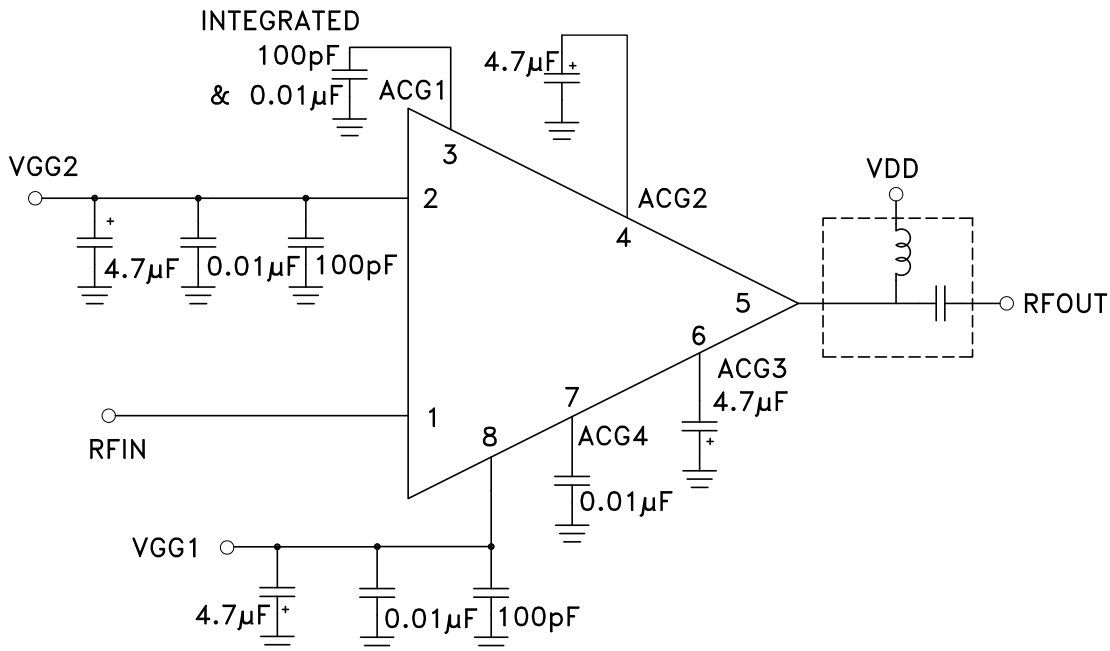 INTEGRATED
100pF
& 0.01µF
ACG1
3
4.7µF
+
VGG2
2
ACG2
4
VDD
+
4.7µF
0.01µF
100pF
5
RFOUT
6
ACG3
4.7µF
+
7
ACG4
0.01µF
1
RFIN
8
VGG1
4.7µF
+
0.01µF
100pF